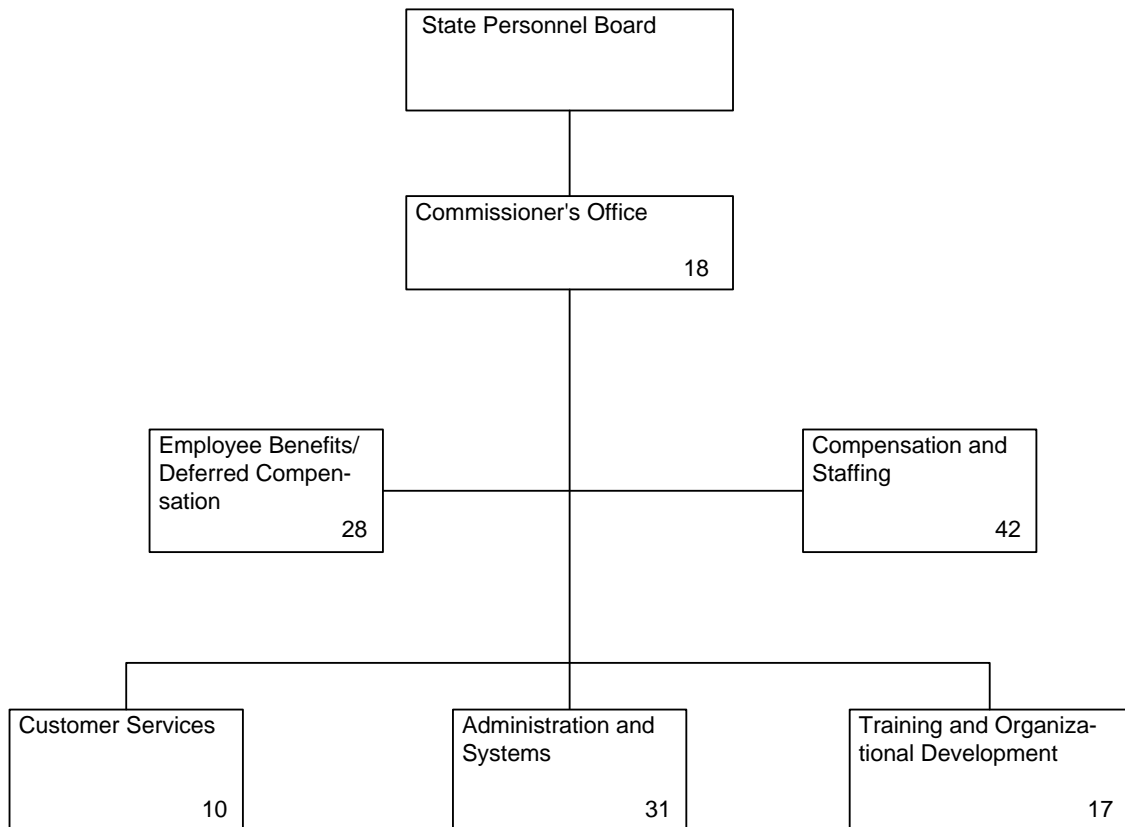 State Personnel Board
Commissioner's Office
18
Employee Benefits/
Deferred Compen-
sation
28
Compensation and
Staffing
42
Customer Services
10
Administration and
Systems
31
Training and Organiza-
tional Development
17